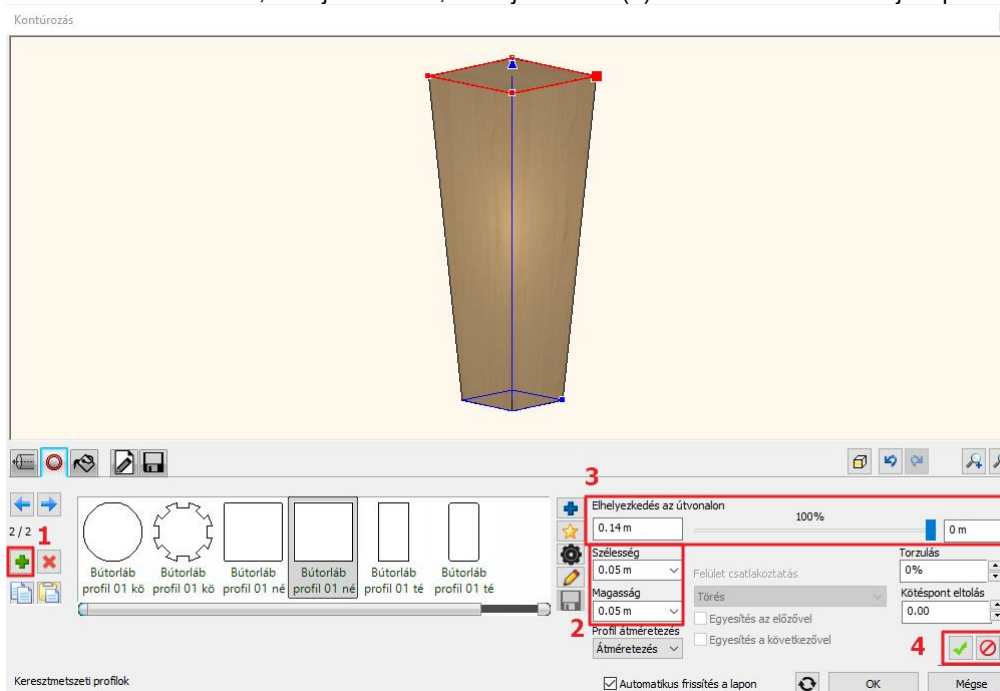 Kontúrozás
3
Elhelyezkedés az útvonalon
100%
0.14 m
0 m
2/2
1
Szélesség
0.05 m
Felület csatlakoztatás
Torzulás
0%
Magasság
0.05 m
Törés
Kötéspont eltolás
0.00
Bútorláb profil 01 kö
Bútorláb profil 01 kö
Bútorláb profil 01 né
Bútorláb profil 01 né
Bútorláb profil 01 té
Bútorláb profil 01 té
Egyesítés az előzővel
2
Profil átméretezés
Átméretezés
Egyesítés a következővel
4
Keresztmetszeti profilok
Automatikus frissítés a lapon
OK
Mégse